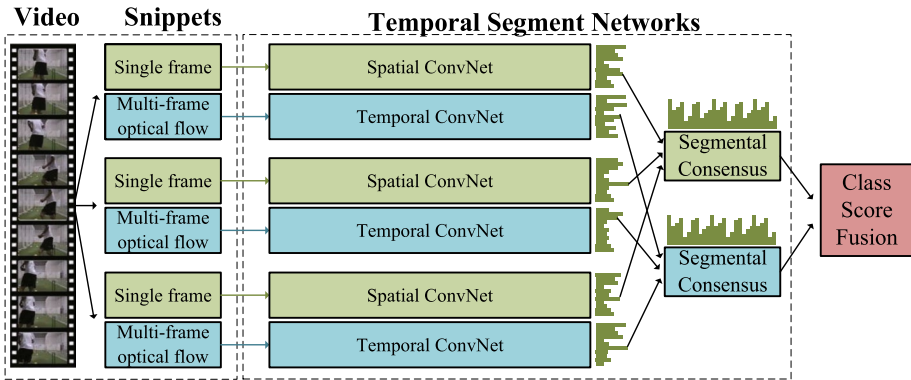 Video
Snippets
Temporal Segment Networks
Single frame
Spatial ConvNet
Multi-frame
optical flow
Temporal ConvNet
Segmental
Consensus
Single frame
Spatial ConvNet
Multi-frame
optical flow
Temporal ConvNet
Class
Score
Fusion
Segmental
Consensus
Single frame
Spatial ConvNet
Multi-frame
optical flow
Temporal ConvNet